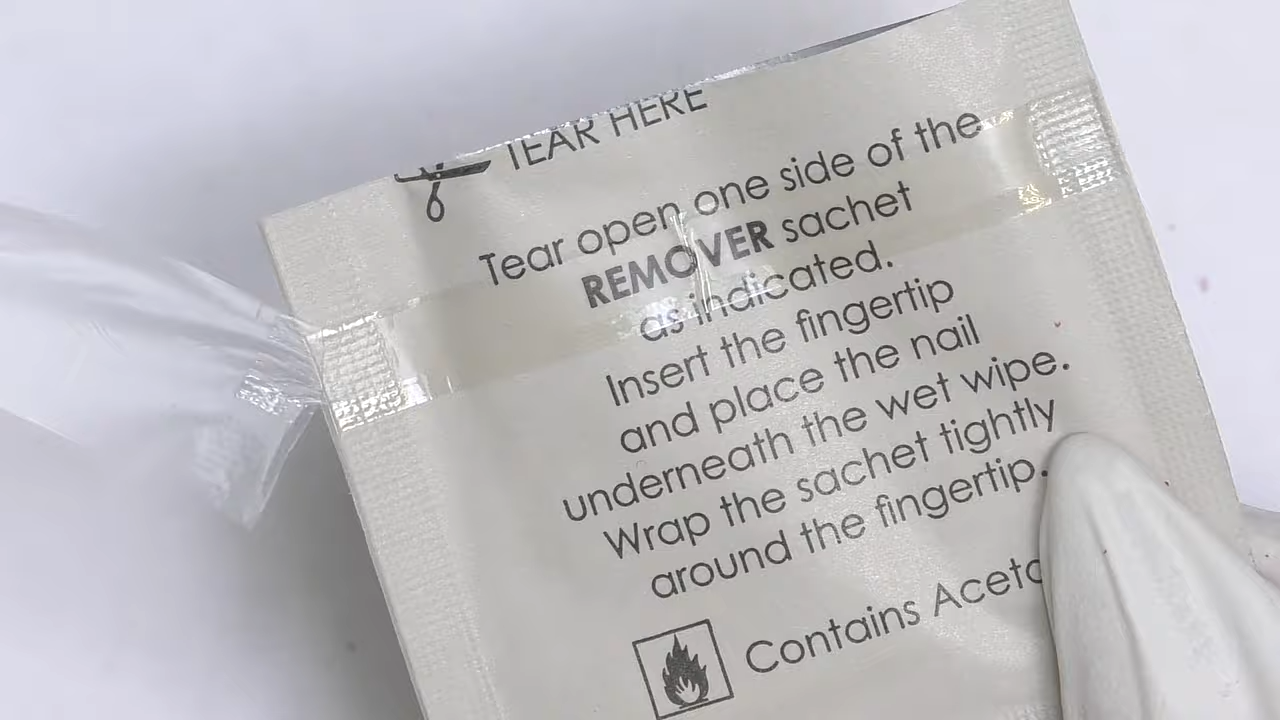 TEAR HERE
Tear open one side of the
REMOVER sachet
as indicated.
Insert the fingertip
and place the nail
underneath the wet wipe.
Wrap the sachet tightly
around the fingertip.
Contains Aceto